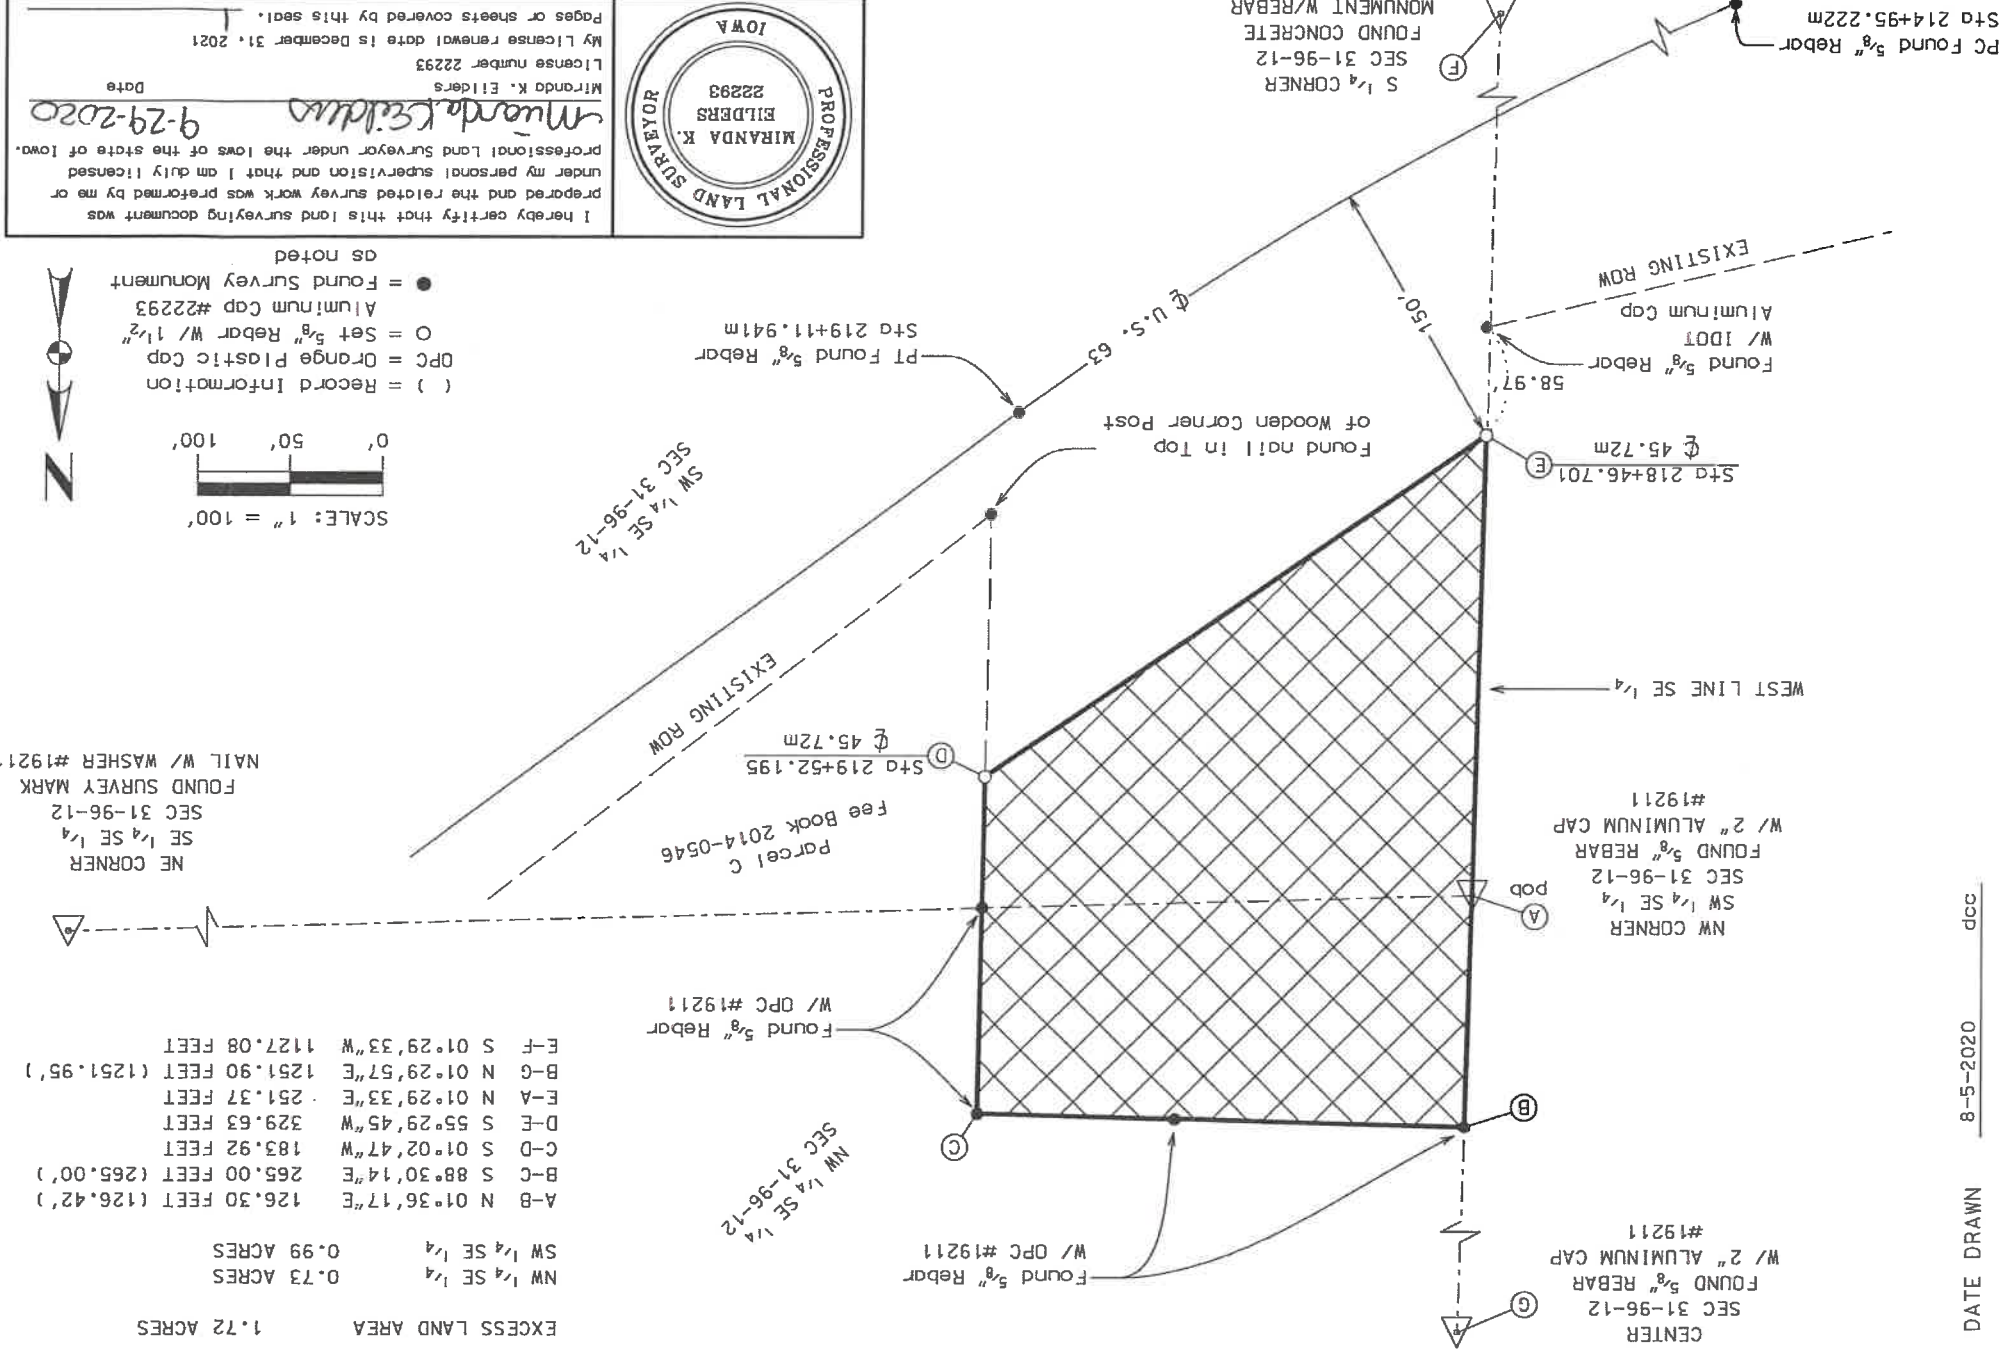 CENTER
SEC 31-96-12
FOUND 5/8" REBAR
W/ 2" ALUMINUM CAP
#19211
G
EXCESS LAND AREA 1.72 ACRES
NW 1/4 SE 1/4 0.73 ACRES
SW 1/4 SE 1/4 0.99 ACRES
A-B N 01°36'17"E 126.30 FEET (126.42')
B-C S 88°30'14"E 265.00 FEET (265.00')
C-D S 01°02'47"W 183.92 FEET
D-E S 55°29'45"W 329.63 FEET
E-A N 01°29'33"E 251.37 FEET
B-G N 01°29'57"E 1251.90 FEET (1251.95')
E-F S 01°29'33"W 1127.08 FEET
Found 5/8" Rebar
W/ OPC #19211
NW 1/4 SE 1/4
SEC 31-96-12
B
C
Found 5/8" Rebar
W/ OPC #19211
DATE DRAWN 8-5-2020 dcc
NW CORNER
SW 1/4 SE 1/4
SEC 31-96-12
FOUND 5/8" REBAR
W/ 2" ALUMINUM CAP
#19211
A
pob
Parcel C
Fee Book 2014-0546
NE CORNER
SE 1/4 SE 1/4
SEC 31-96-12
FOUND SURVEY MARK
NAIL W/ WASHER #1921
D
Sta 219+52.195
℄ 45.72m
EXISTING ROW
WEST LINE SE 1/4
SW 1/4 SE 1/4
SEC 31-96-12
SCALE: 1" = 100'
0' 50' 100'
N
E
Sta 218+46.701
℄ 45.72m
Found nail in Top
of Wooden Corner Post
58.97'
Found 5/8" Rebar
W/ IDOT
Aluminum Cap
EXISTING ROW
150'
℄ U.S. 63
PT Found 5/8" Rebar
Sta 219+11.941m
( ) = Record Information
OPC = Orange Plastic Cap
O = Set 5/8" Rebar W/ 1 1/2"
Aluminum Cap #22293
● = Found Survey Monument
as noted
PC Found 5/8" Rebar
Sta 214+95.222m
F
S 1/4 CORNER
SEC 31-96-12
FOUND CONCRETE
MONUMENT W/REBAR
PROFESSIONAL LAND SURVEYOR
MIRANDA K.
EILDERS
22293
IOWA
I hereby certify that this land surveying document was
prepared and the related survey work was preformed by me or
under my personal supervision and that I am duly licensed
professional Land Surveyor under the laws of the state of Iowa.
Miranda K Eilders 9-29-2020
Miranda K. Eilders Date
License number 22293
My License renewal date is December 31, 2021
Pages or sheets covered by this seal. 1